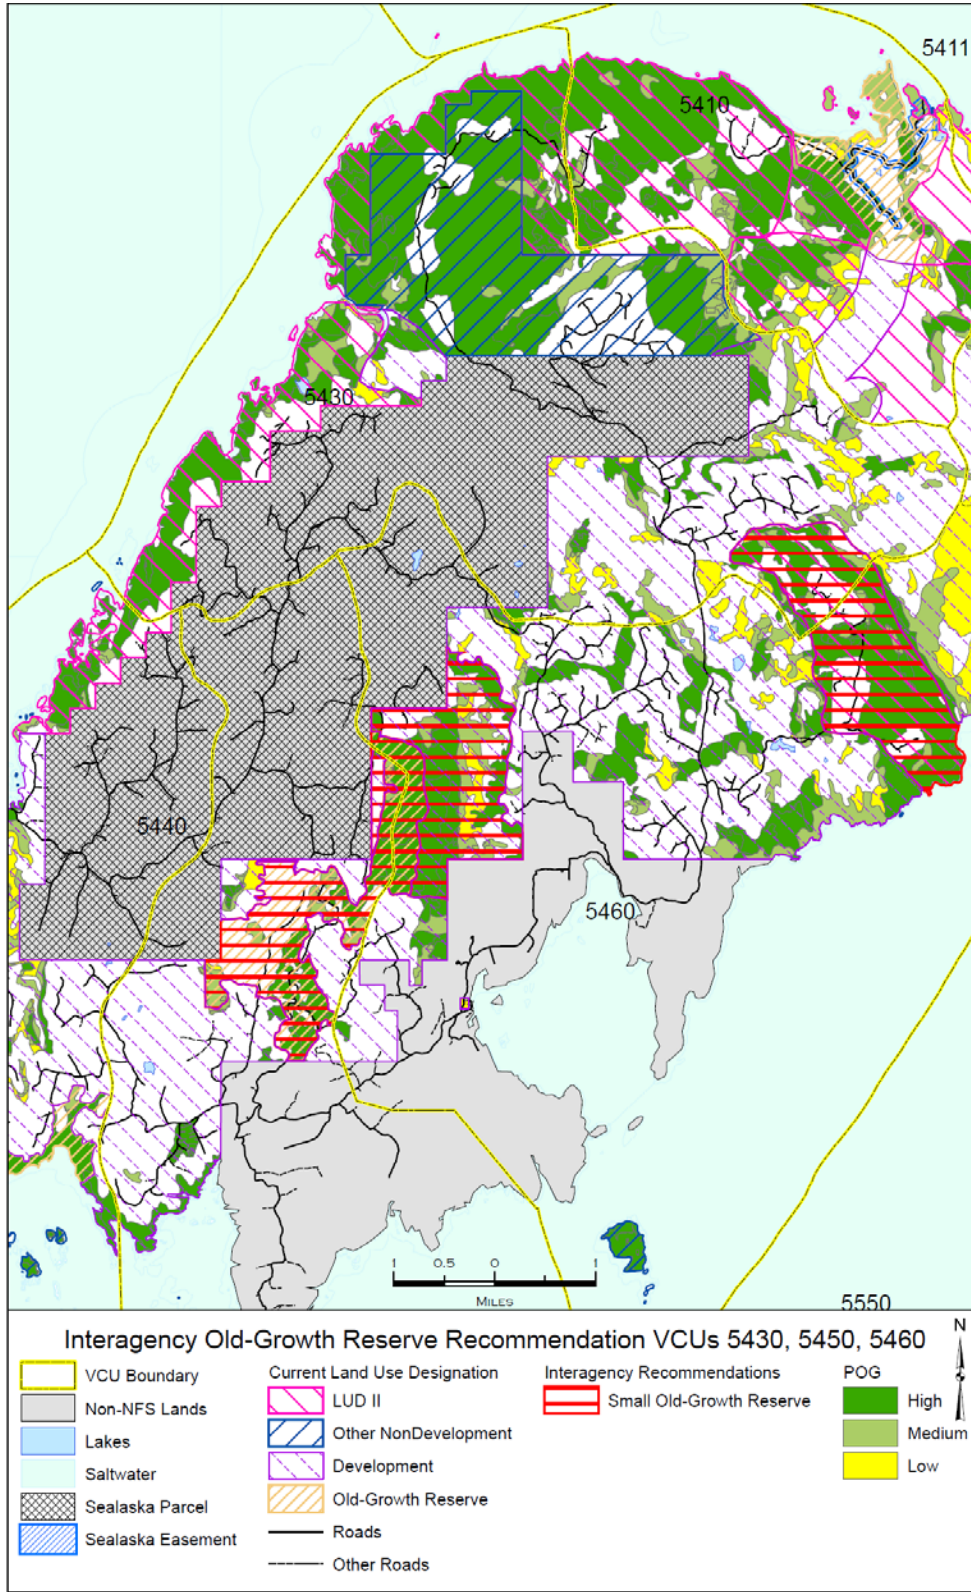 5411
5410
5430
5440
5460
1 0.5 0 1
MILES
5550
Interagency Old-Growth Reserve Recommendation VCUs 5430, 5450, 5460
N
VCU Boundary
Non-NFS Lands
Lakes
Saltwater
Sealaska Parcel
Sealaska Easement
Current Land Use Designation
LUD II
Other NonDevelopment
Development
Old-Growth Reserve
Roads
Other Roads
Interagency Recommendations
Small Old-Growth Reserve
POG
High
Medium
Low